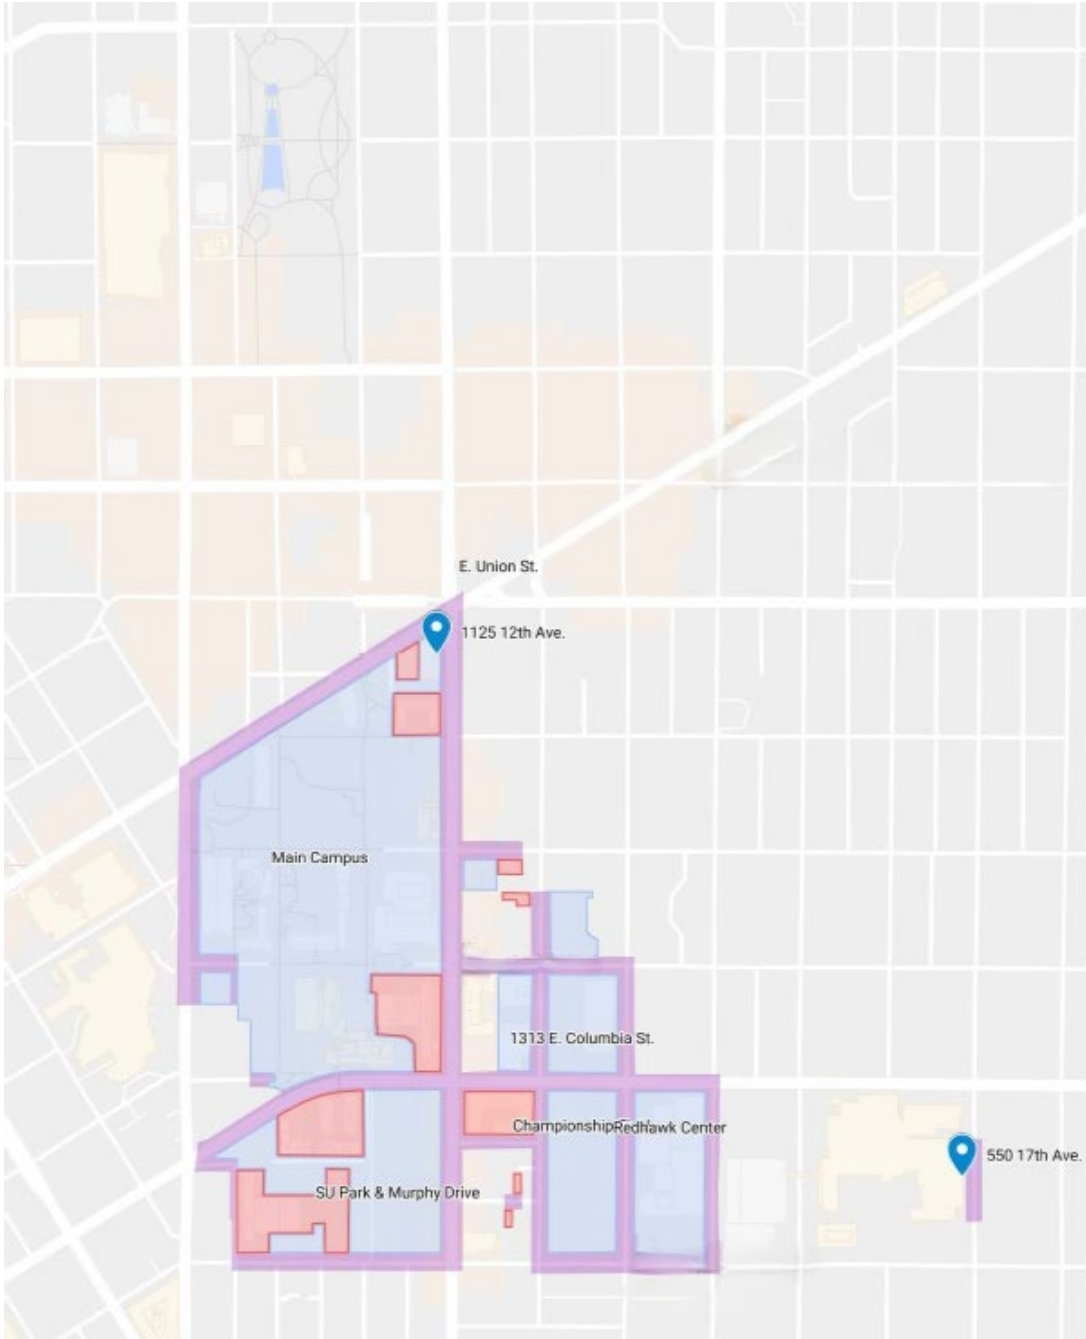 E. Union St.
1125 12th Ave.
Main Campus
1313 E. Columbia St.
Championship
Redhawk Center
550 17th Ave.
SU Park & Murphy Drive